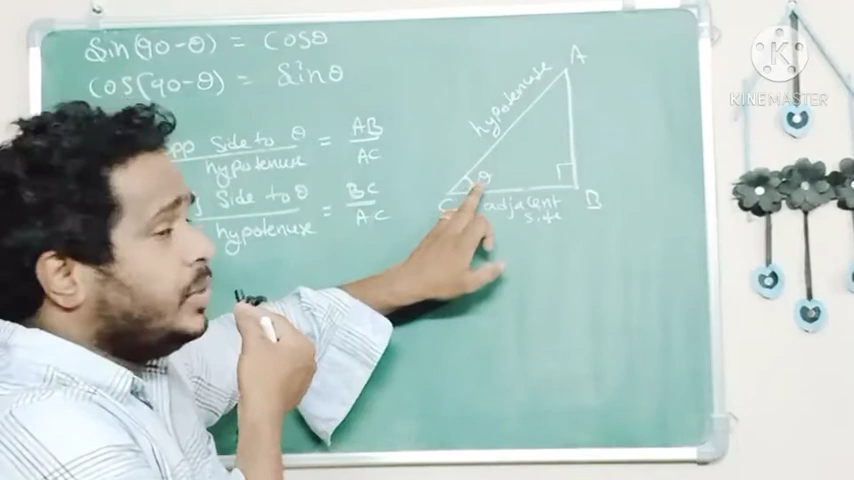 Sin(90-θ) = Cosθ
Cos(90-θ) = Sinθ
opp Side to θ / hypotenuse = AB / AC
Side to θ / hypotenuse = BC / AC
A
hypotenuse
θ
C
B
adjacent
side
K
KINEMASTER